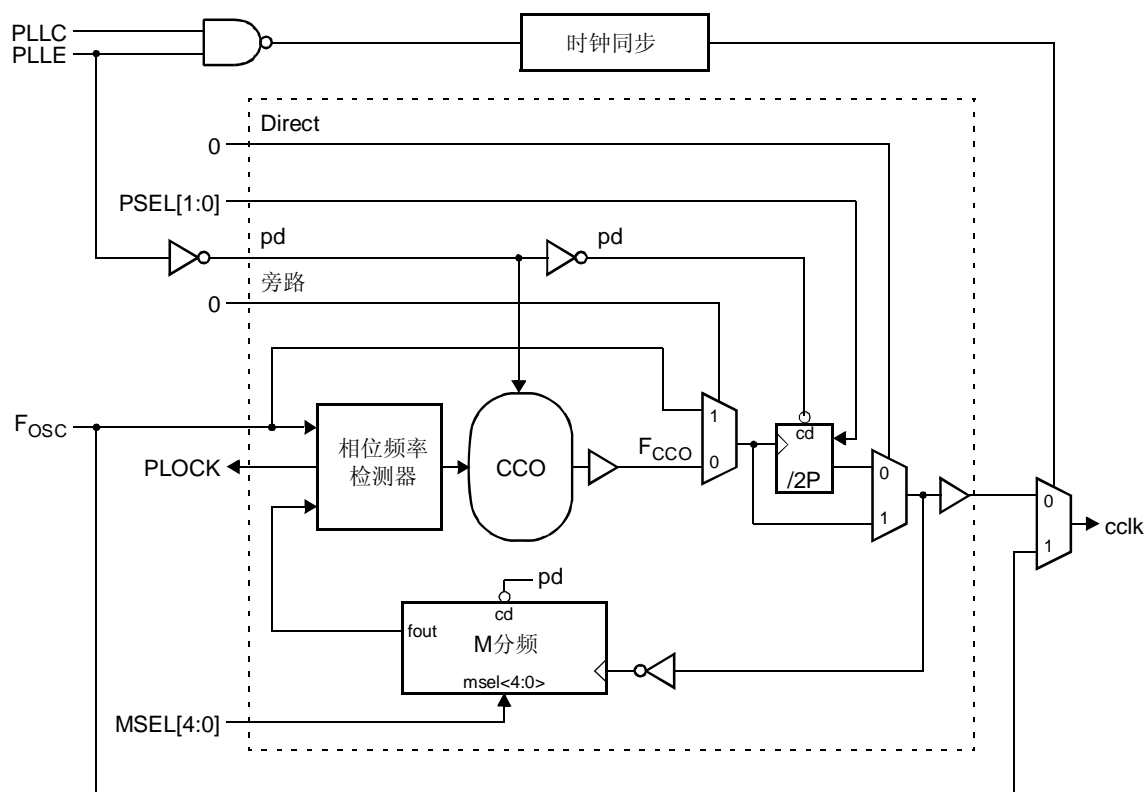 PLLC
PLLE
时钟同步
Direct
0
PSEL[1:0]
pd
pd
旁路
0
FOSC
相位频率
检测器
PLOCK
CCO
FCCO
1
0
cd
/2P
0
1
0
1
cclk
pd
cd
fout
M分频
msel<4:0>
MSEL[4:0]